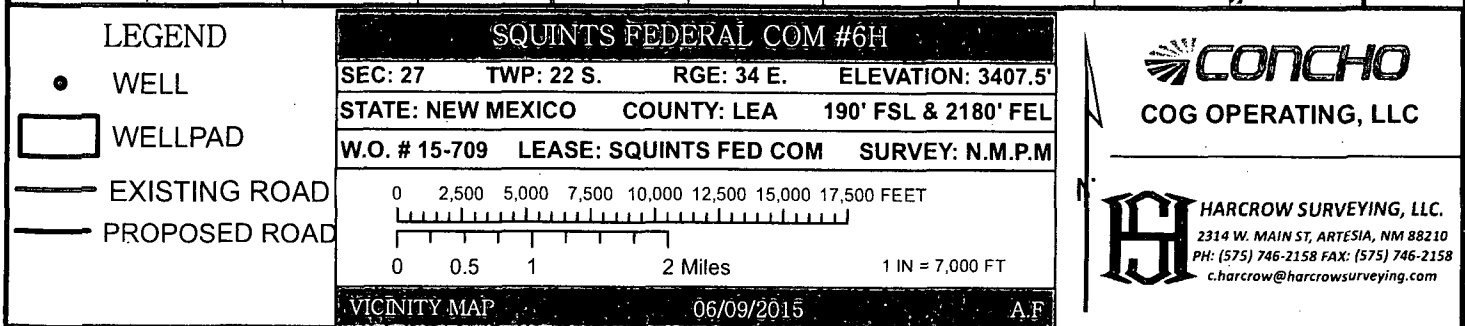 LEGEND
WELL
WELLPAD
EXISTING ROAD
PROPOSED ROAD
SQUINTS FEDERAL COM #6H
SEC: 27 TWP: 22 S. RGE: 34 E. ELEVATION: 3407.5'
STATE: NEW MEXICO COUNTY: LEA 190' FSL & 2180' FEL
W.O. # 15-709 LEASE: SQUINTS FED COM SURVEY: N.M.P.M
0 2,500 5,000 7,500 10,000 12,500 15,000 17,500 FEET
0 0.5 1 2 Miles 1 IN = 7,000 FT
VICINITY MAP 06/09/2015 A.F
N
CONCHO
COG OPERATING, LLC
HARCROW SURVEYING, LLC.
2314 W. MAIN ST, ARTESIA, NM 88210
PH: (575) 746-2158 FAX: (575) 746-2158
c.harcrow@harcrowsurveying.com